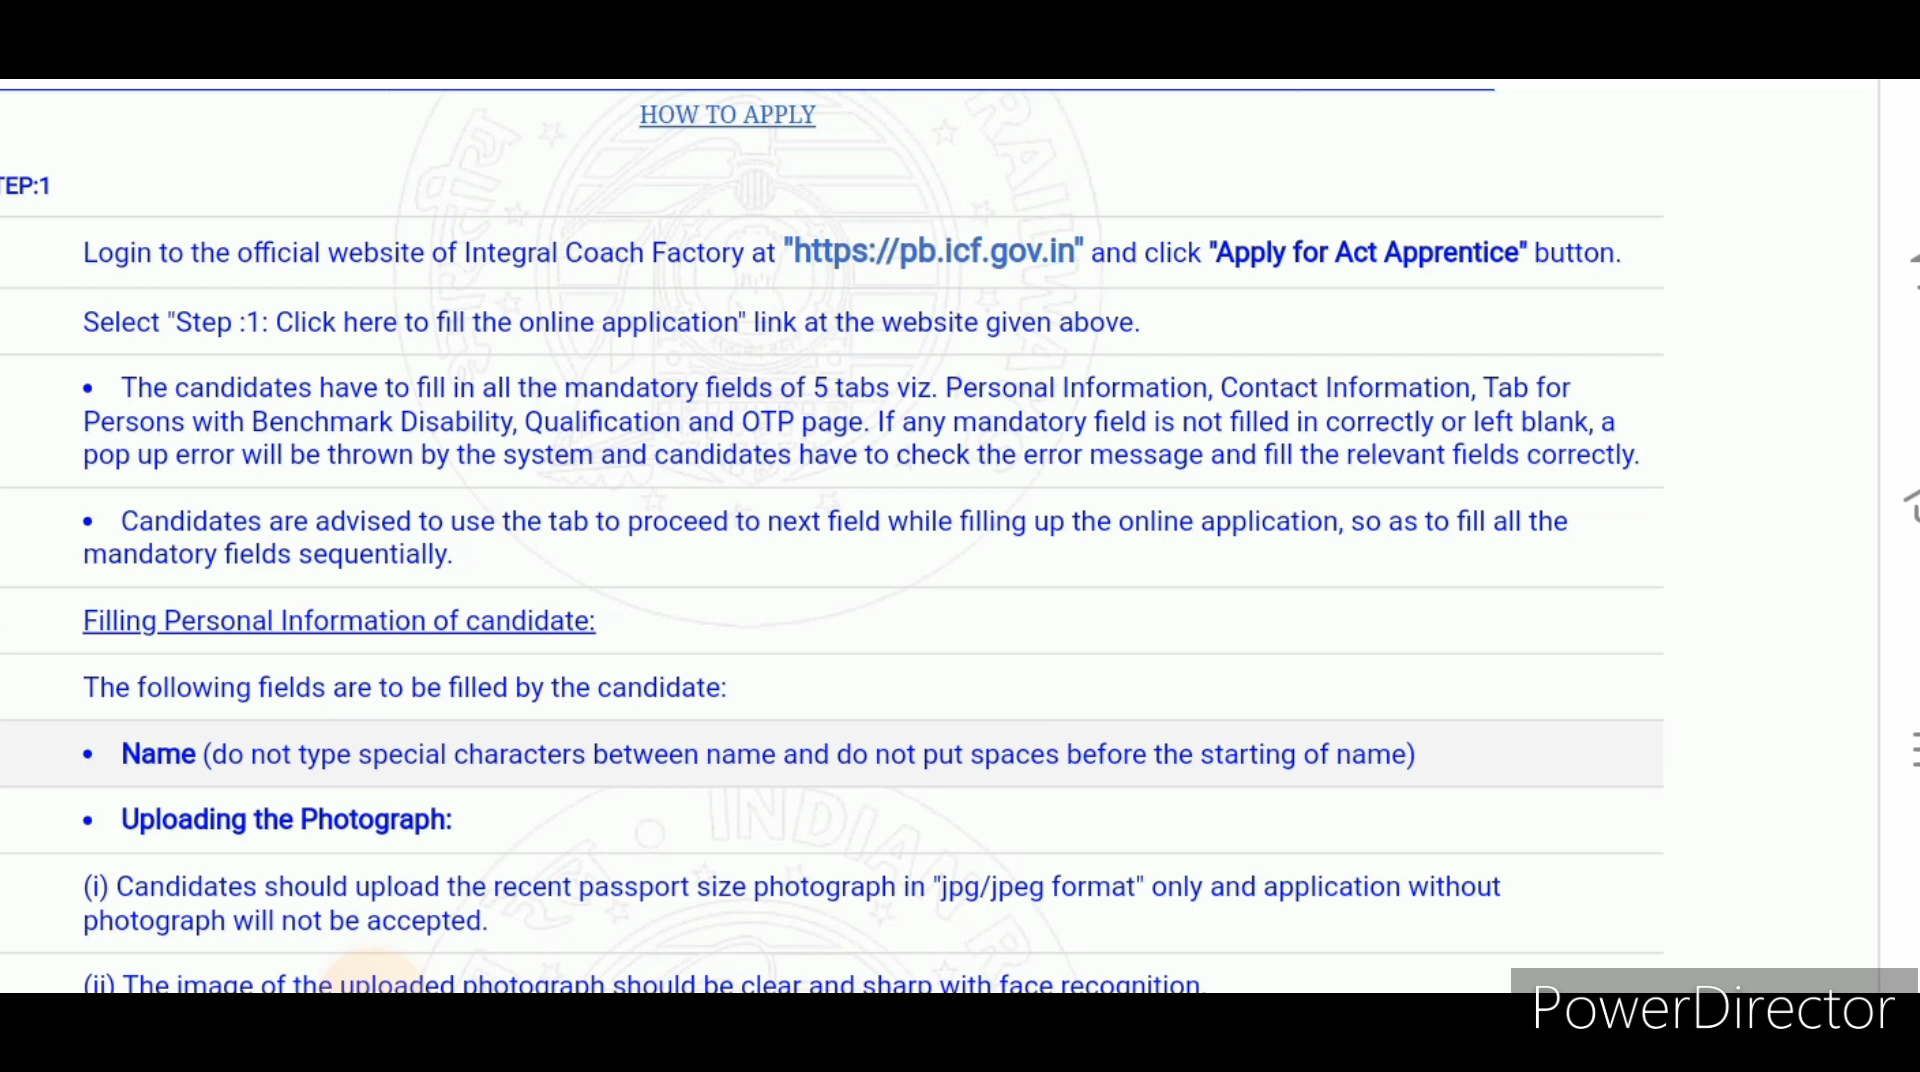 HOW TO APPLY
TEP:1
Login to the official website of Integral Coach Factory at "https://pb.icf.gov.in" and click "Apply for Act Apprentice" button.
Select "Step :1: Click here to fill the online application" link at the website given above.
• The candidates have to fill in all the mandatory fields of 5 tabs viz. Personal Information, Contact Information, Tab for
Persons with Benchmark Disability, Qualification and OTP page. If any mandatory field is not filled in correctly or left blank, a
pop up error will be thrown by the system and candidates have to check the error message and fill the relevant fields correctly.
• Candidates are advised to use the tab to proceed to next field while filling up the online application, so as to fill all the
mandatory fields sequentially.
Filling Personal Information of candidate:
The following fields are to be filled by the candidate:
• Name (do not type special characters between name and do not put spaces before the starting of name)
• Uploading the Photograph:
(i) Candidates should upload the recent passport size photograph in "jpg/jpeg format" only and application without
photograph will not be accepted.
(ii) The image of the uploaded photograph should be clear and sharp with face recognition.
INDIAN R
PowerDirector